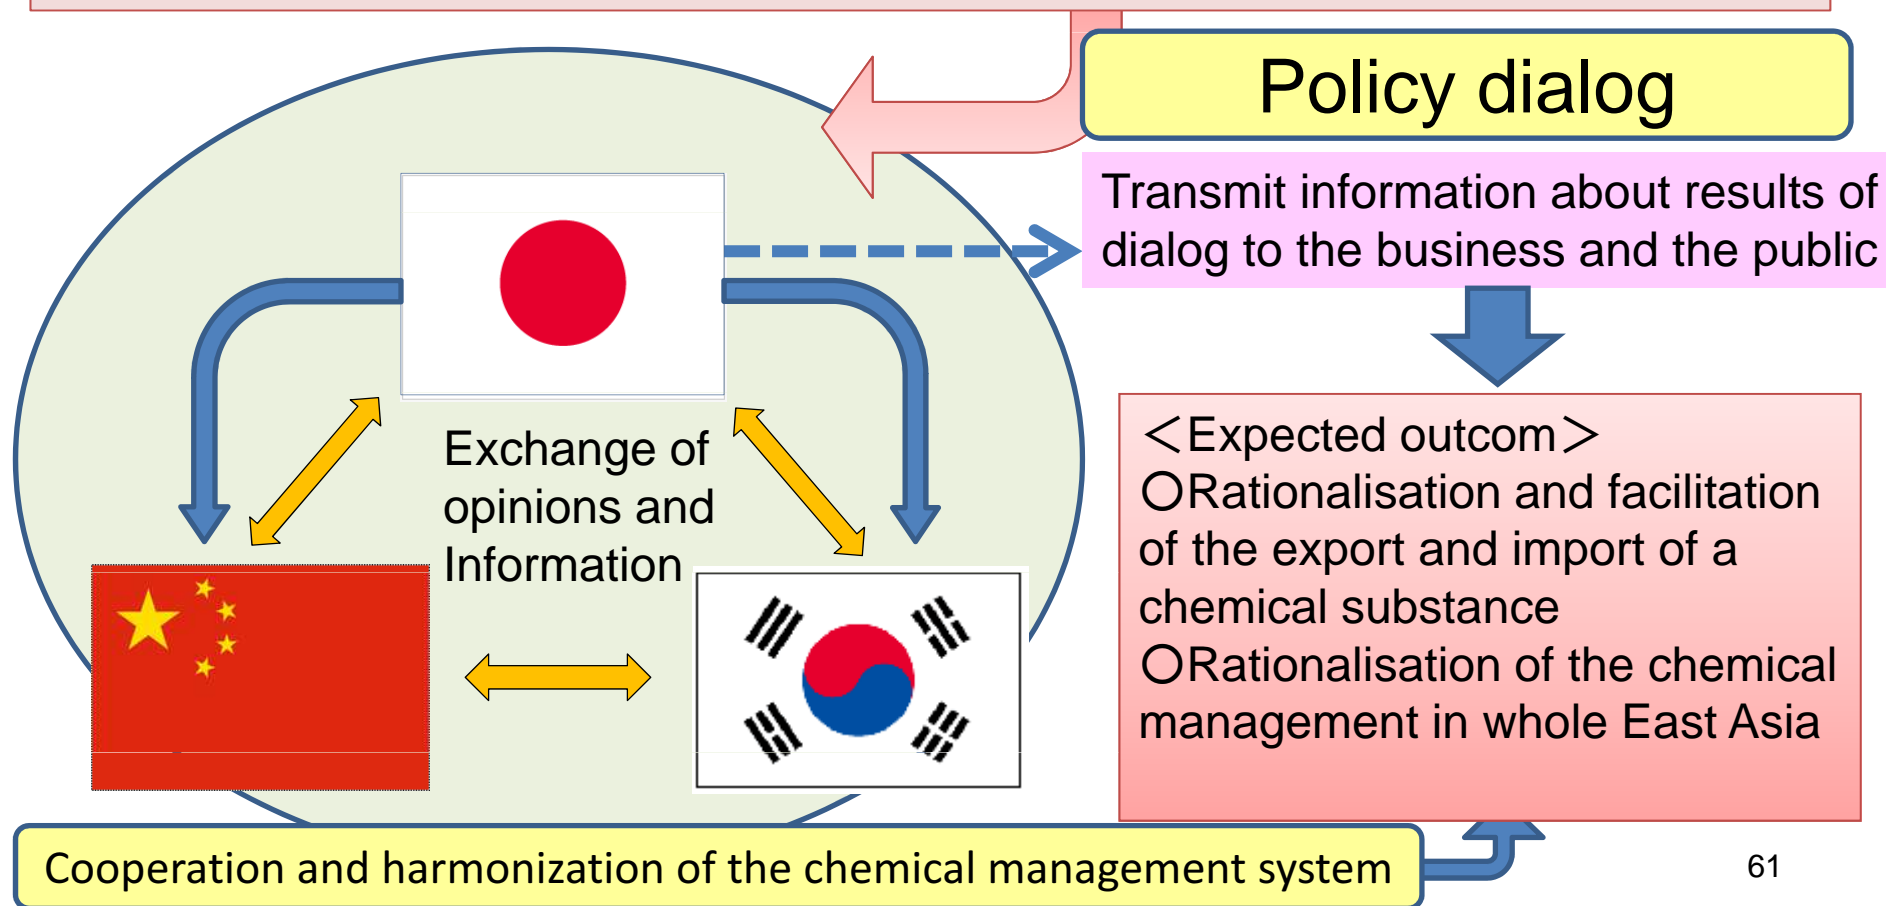 Policy dialog
Transmit information about results of
dialog to the business and the public
Exchange of
opinions and
Information
＜Expected outcom＞
○Rationalisation and facilitation
of the export and import of a
chemical substance
○Rationalisation of the chemical
management in whole East Asia
Cooperation and harmonization of the chemical management system
61